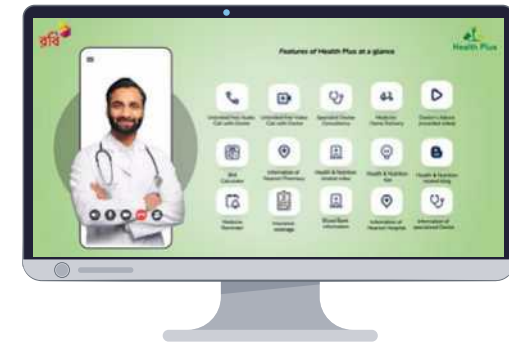 রবি
Health Plus
Features of Health Plus at a glance
Unlimited Free Audio
Call with Doctor
Unlimited Free Video
Call with Doctor
Specialist Doctor
Consultancy
Medicine
Home Delivery
Doctor's Advice
(recorded video)
BMI
Calculator
Information of
Nearest Pharmacy
Health & Nutrition
related video
Health & Nutrition
tips
Health & Nutrition
related blog
Medicine
Reminder
Insurance
coverage
Blood Bank
information
Information of
Nearest Hospital
Information of
specialized Doctor